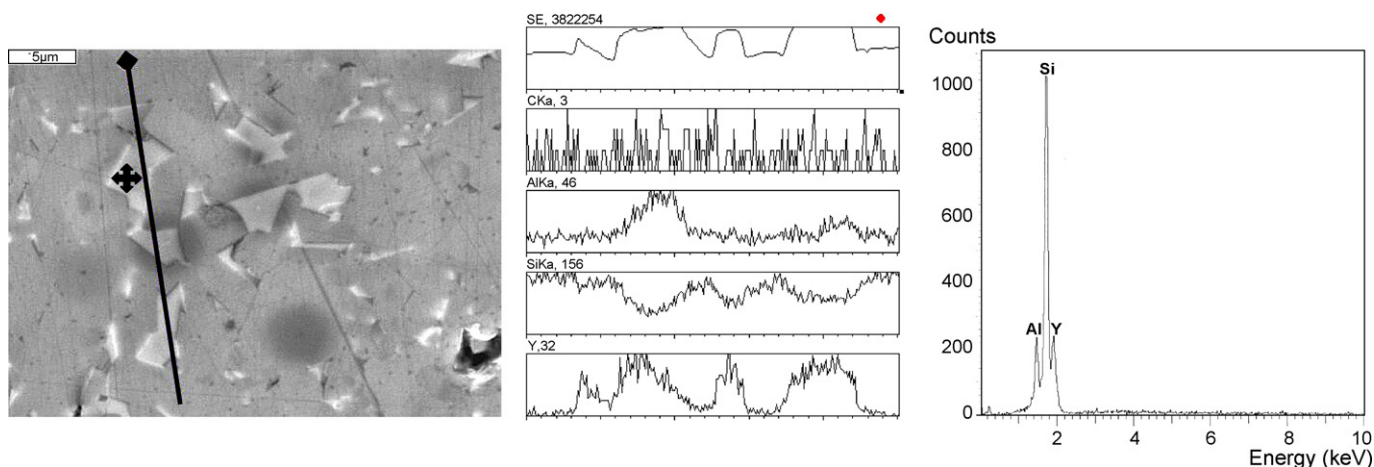 5µm
SE, 3822254
CKa, 3
AlKa, 46
SiKa, 156
Y,32
Counts
1000
800
600
400
200
0
Si
Al
Y
2
4
6
8
10
Energy (keV)